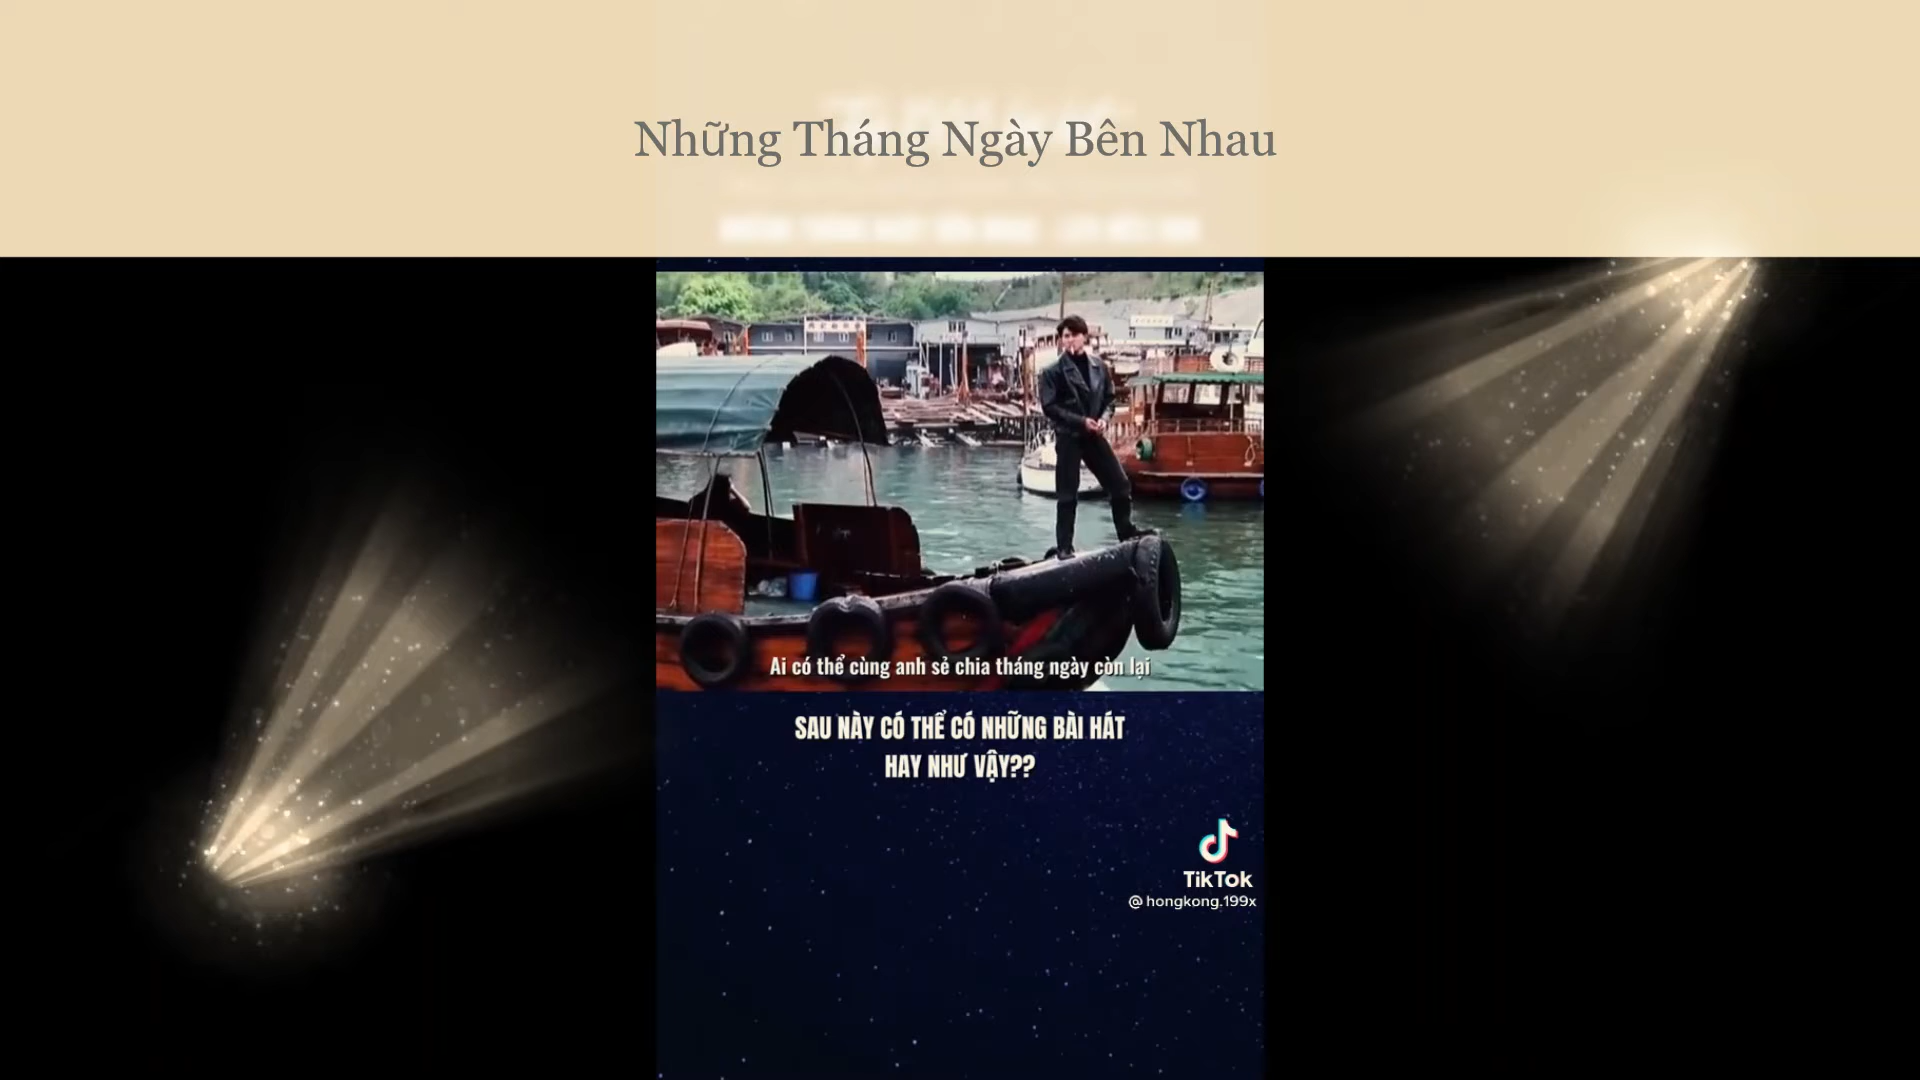 Những Tháng Ngày Bên Nhau
Ai có thể cùng anh sẻ chia tháng ngày còn lại
SAU NÀY CÓ THỂ CÓ NHỮNG BÀI HÁT
HAY NHƯ VẬY??
TikTok
@hongkong.199x